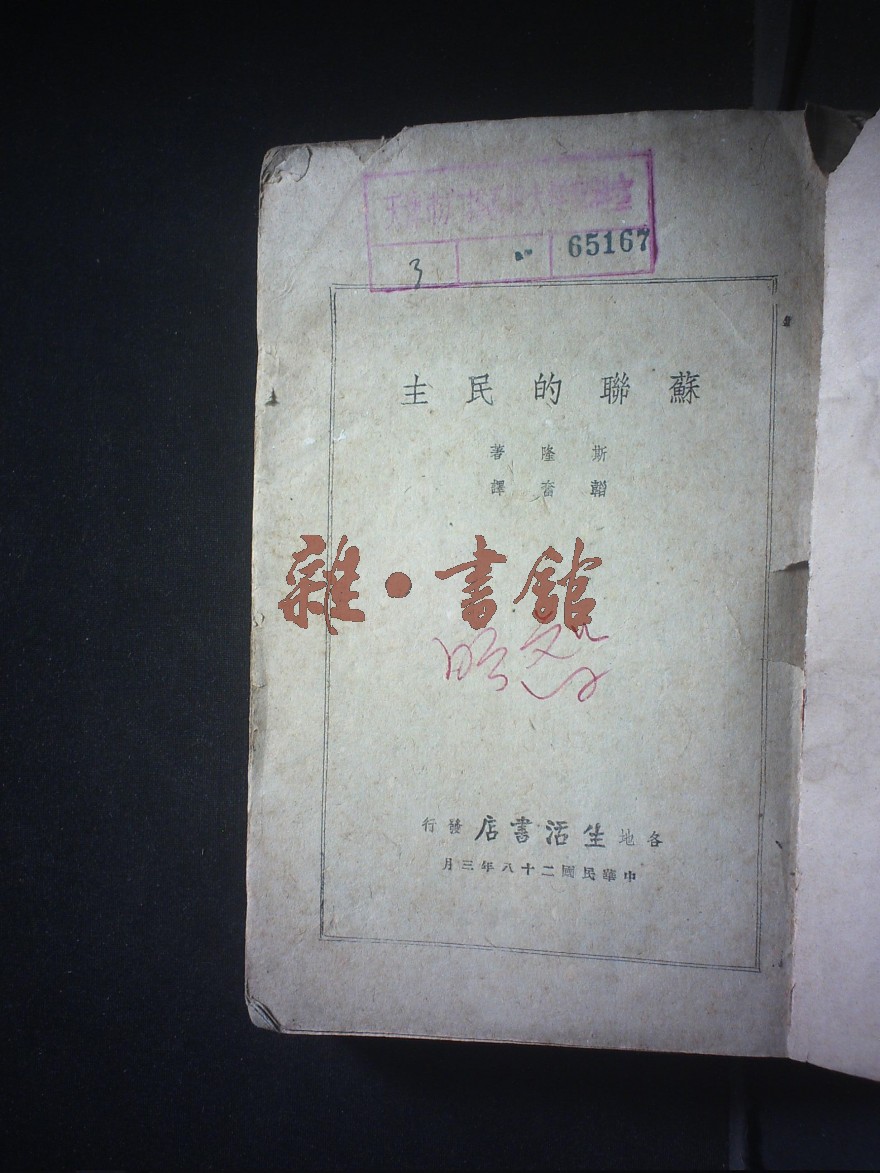 65167
3
蘇聯的民主
斯隆著
韜奮譯
雜·書館
各地生活書店發行
中華民國二十八年三月